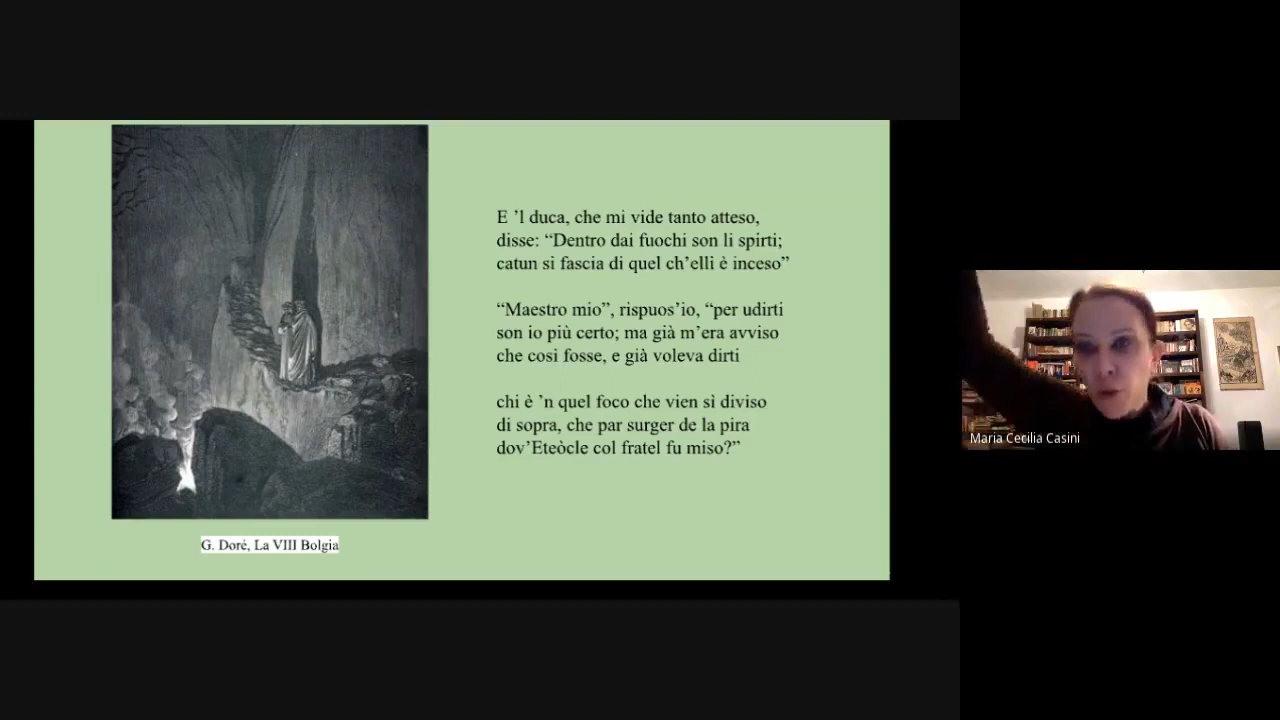 E ’l duca, che mi vide tanto atteso,
disse: “Dentro dai fuochi son li spirti;
catun si fascia di quel ch’elli è inceso”
“Maestro mio”, rispuos’io, “per udirti
son io più certo; ma già m’era avviso
che così fosse, e già voleva dirti
chi è ’n quel foco che vien sì diviso
di sopra, che par surger de la pira
dov’Eteòcle col fratel fu miso?”
G. Doré, La VIII Bolgia
Maria Cecilia Casini